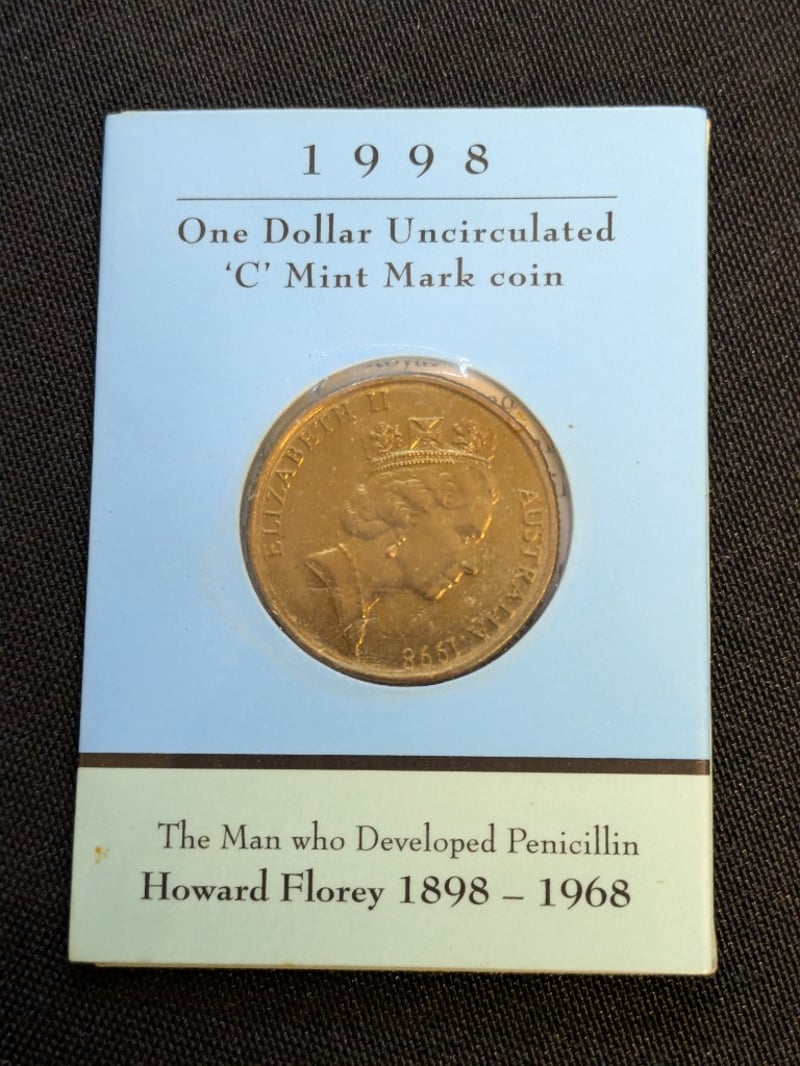 1998
One Dollar Uncirculated
‘C’ Mint Mark coin
ELIZABETH II
AUSTRALIA 1998
The Man who Developed Penicillin
Howard Florey 1898 – 1968